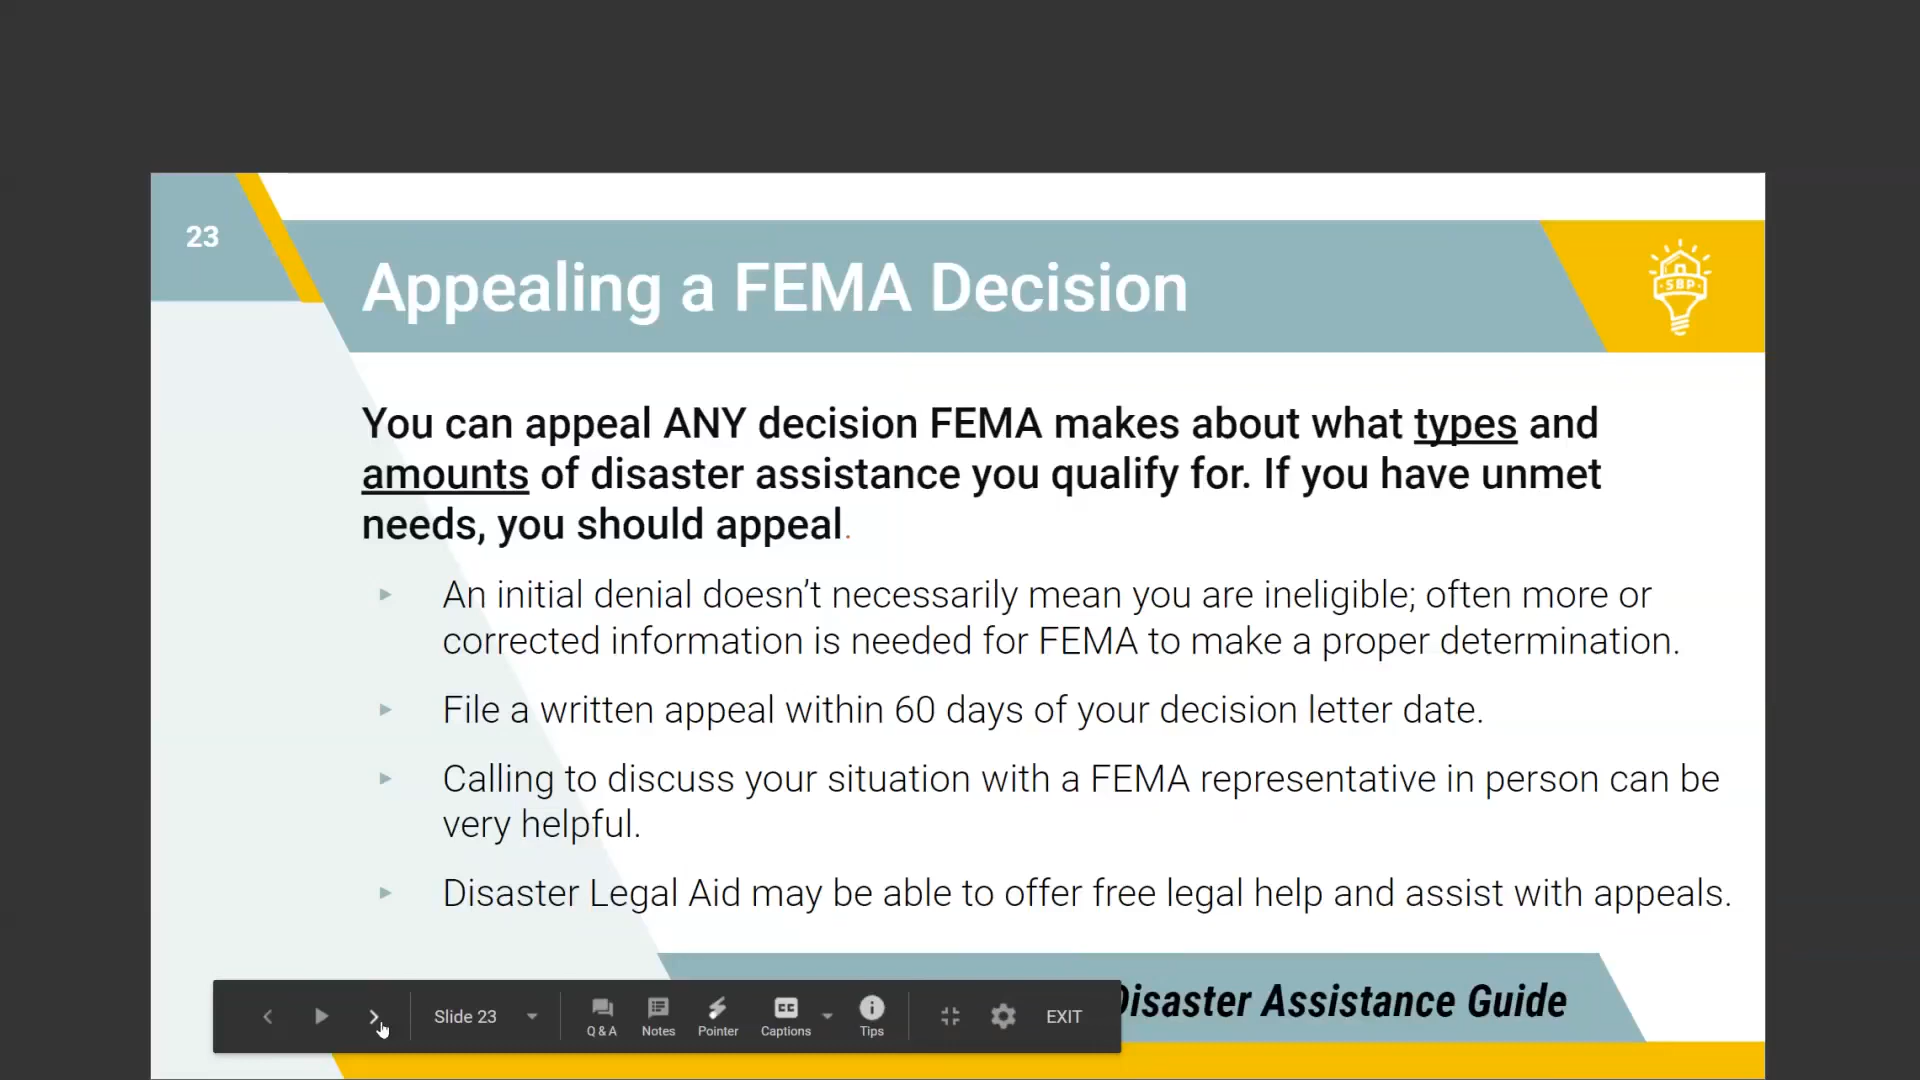 23
Appealing a FEMA Decision
SBP
You can appeal ANY decision FEMA makes about what types and
amounts of disaster assistance you qualify for. If you have unmet
needs, you should appeal.
An initial denial doesn't necessarily mean you are ineligible; often more or
corrected information is needed for FEMA to make a proper determination.
File a written appeal within 60 days of your decision letter date.
Calling to discuss your situation with a FEMA representative in person can be
very helpful.
Disaster Legal Aid may be able to offer free legal help and assist with appeals.
Disaster Assistance Guide
Slide 23
Q & A
Notes
Pointer
CC
Captions
Tips
EXIT